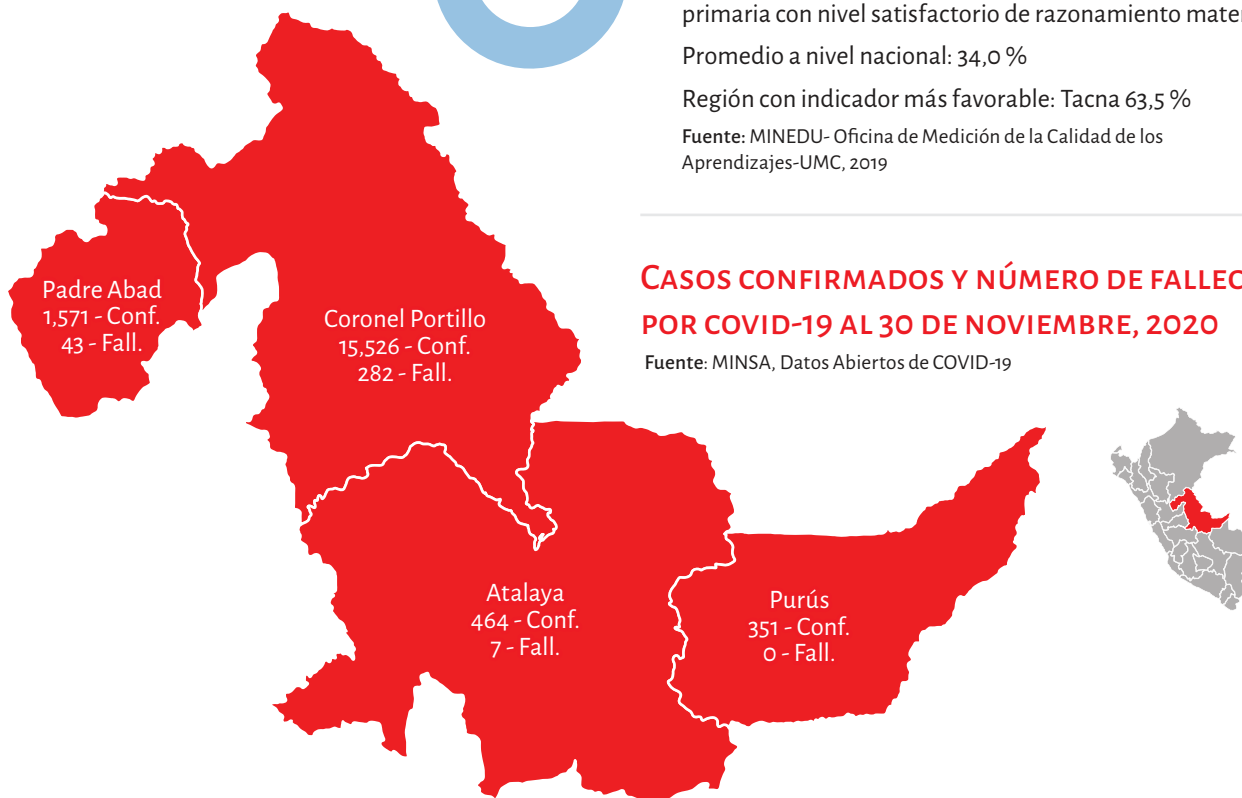 primaria con nivel satisfactorio de razonamiento
Promedio a nivel nacional: 34,0 %
Región con indicador más favorable: Tacna 63,5 %
Fuente: MINEDU- Oficina de Medición de la Calidad de los
Aprendizajes-UMC, 2019
CASOS CONFIRMADOS Y NÚMERO DE
POR COVID-19 AL 30 DE NOVIEMBRE, 2020
Fuente: MINSA, Datos Abiertos de COVID-19
Padre Abad
1,571 - Conf.
43 - Fall.
Coronel Portillo
15,526 - Conf.
282 - Fall.
Atalaya
464 - Conf.
7 - Fall.
Purús
351 - Conf.
0 - Fall.